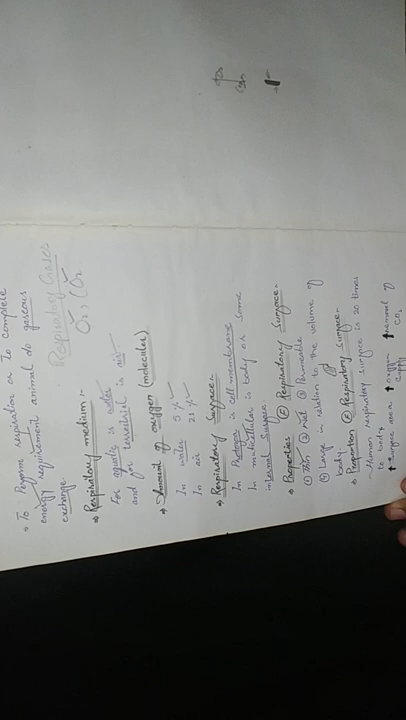 To Perform respiration or To complete
energy requirement animal do gaseous
exchange.
Respiratory Gases
O2, CO2
⇒ Respiratory medium :-
For aquatic is water
and for terrestrial is air.
⇒ Amount of oxygen (molecules)
In water 5 %
In air 21 %
⇒ Respiratory Surface:-
In Protozoa is cell membrane
In multicellular is body or some
internal Surface.
→ Properties of Respiratory Surface:-
① Thin ② wet ③ Permeable
④ Large in relation to the volume of
body.
→ Proportion of Respiratory Surface:-
Human respiratory surface is 20 times
to body
↑ surface area ↑ oxygen supply ↑ removal of CO2